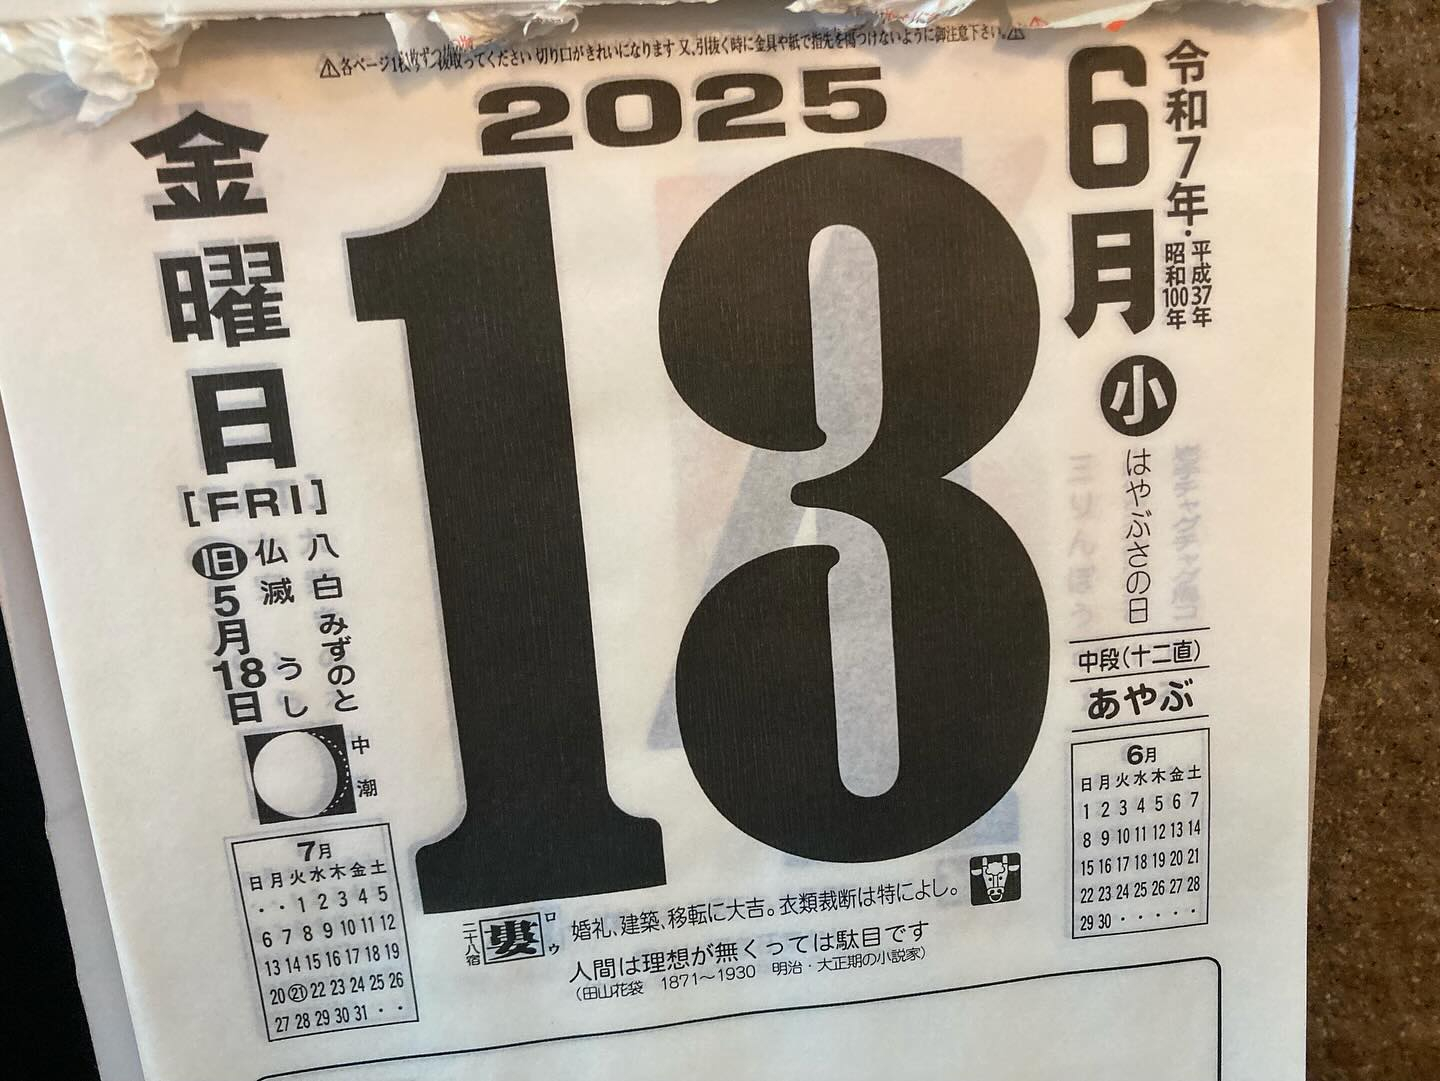 ⚠各ページ1枚ずつ抜取ってください 切り口がきれいになります 又、引抜く時に金具や紙で指先を傷つけないように御注意下さい。⚠
2025
6月
小
令和7年・
平成37年
昭和100年
金曜日
[FRI]
13
はやぶさの日
中段(十二直)
あやぶ
八白みずのと
仏滅 うし
旧5月18日
中潮
6月
日月火水木金土
1 2 3 4 5 6 7
8 9 10 11 12 13 14
15 16 17 18 19 20 21
22 23 24 25 26 27 28
29 30 ・ ・ ・ ・ ・
7月
日月火水木金土
・ ・ 1 2 3 4 5
6 7 8 9 10 11 12
13 14 15 16 17 18 19
20 21 22 23 24 25 26
27 28 29 30 31 ・ ・
二十八宿
婁
ロウ
婚礼、建築、移転に大吉。衣類裁断は特によし。
人間は理想が無くっては駄目です
(田山花袋 1871〜1930 明治・大正期の小説家)